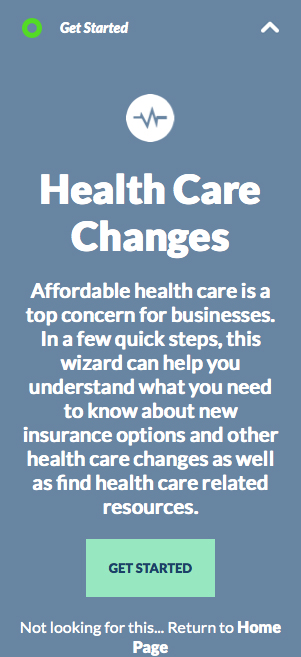 Get Started
Health Care
Changes
Affordable health care is a
top concern for businesses.
In a few quick steps, this
wizard can help you
understand what you need
to know about new
insurance options and other
health care changes as well
as find health care related
resources.
GET STARTED
Not looking for this... Return to Home
Page